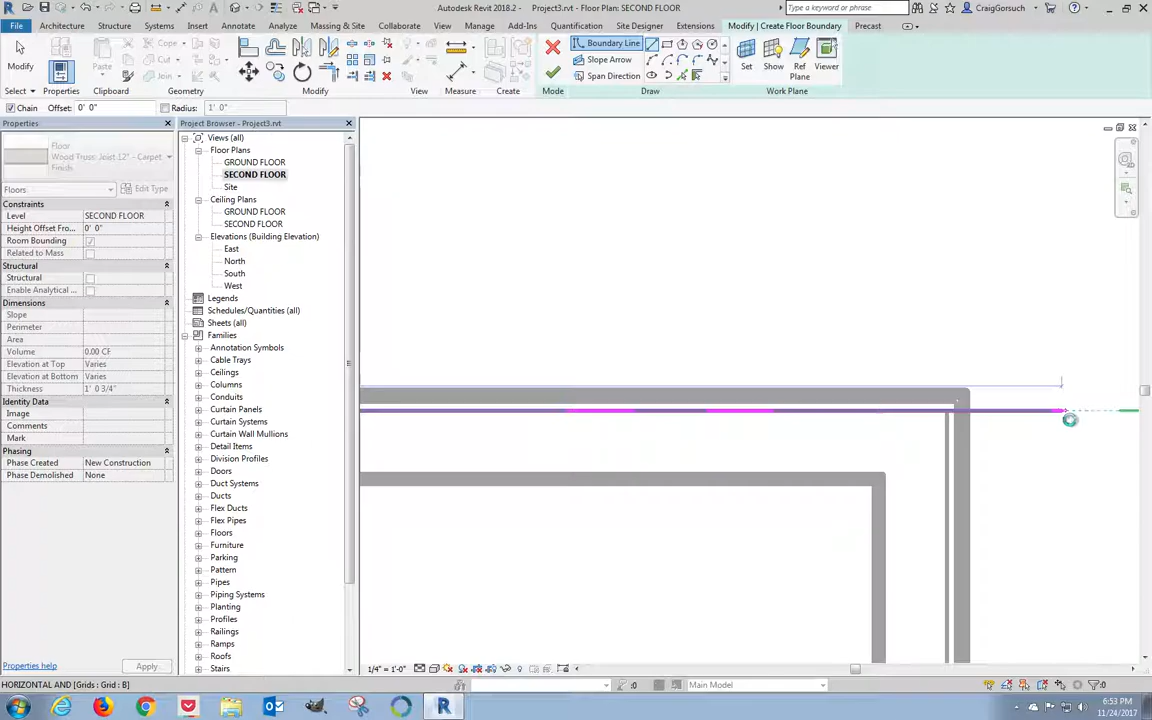 Autodesk Revit 2018.2 - Project3.rvt - Floor Plan: SECOND FLOOR
Type a keyword or phrase
CraigGorsuch
File
Architecture
Structure
Systems
Insert
Annotate
Analyze
Massing & Site
Collaborate
View
Manage
Add-Ins
Quantification
Site Designer
Extensions
Modify | Create Floor Boundary
Precast
Modify
Properties
Paste
Cope
Cut
Join
Boundary Line
Slope Arrow
Span Direction
Set
Show
Ref Plane
Viewer
Select
Properties
Clipboard
Geometry
Modify
View
Measure
Create
Mode
Draw
Work Plane
Chain
Offset: 0' 0"
Radius: 1' 0"
Properties
Project Browser - Project3.rvt
Floor
Wood Truss Joist 12" - Carpet
Finish
Floors
Edit Type
Constraints
Level SECOND FLOOR
Height Offset Fro... 0' 0"
Room Bounding
Related to Mass
Structural
Structural
Enable Analytical ...
Dimensions
Slope
Perimeter
Area
Volume 0.00 CF
Elevation at Top Varies
Elevation at Bottom Varies
Thickness 1' 0 3/4"
Identity Data
Image
Comments
Mark
Phasing
Phase Created New Construction
Phase Demolished None
Properties help
Apply
Views (all)
Floor Plans
GROUND FLOOR
SECOND FLOOR
Site
Ceiling Plans
GROUND FLOOR
SECOND FLOOR
Elevations (Building Elevation)
East
North
South
West
Legends
Schedules/Quantities (all)
Sheets (all)
Families
Annotation Symbols
Cable Trays
Ceilings
Columns
Conduits
Curtain Panels
Curtain Systems
Curtain Wall Mullions
Detail Items
Division Profiles
Doors
Duct Systems
Ducts
Flex Ducts
Flex Pipes
Floors
Furniture
Parking
Pattern
Pipes
Piping Systems
Planting
Profiles
Railings
Ramps
Roofs
Stairs
1/4" = 1'-0"
HORIZONTAL AND [Grids : Grid : B]
:0
Main Model
:0
6:53 PM
11/24/2017